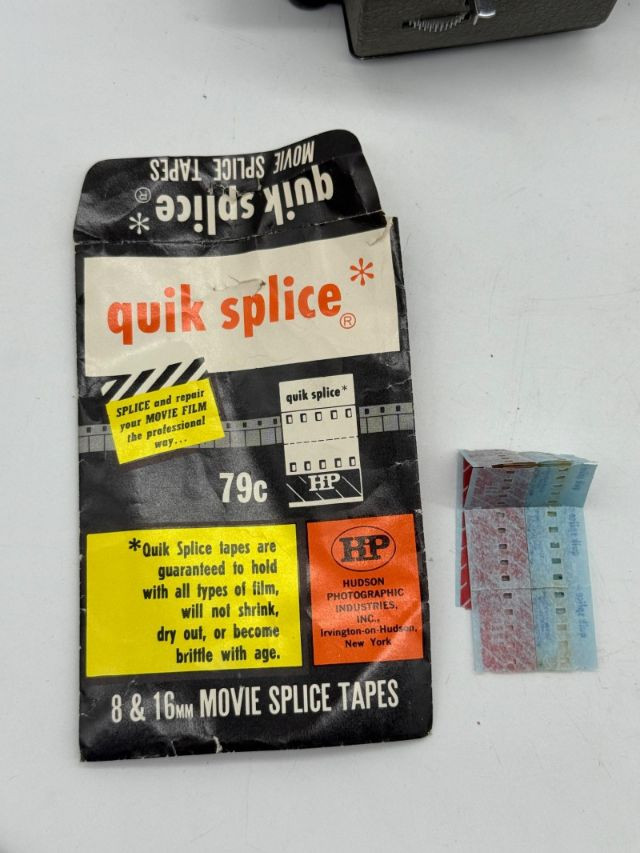 MOVIE SPLICE TAPES
quik splice*
®
quik splice*
®
SPLICE and repair
your MOVIE FILM
the professional
way...
quik splice*
79c
HiP
*Quik Splice tapes are
guaranteed to hold
with all types of film,
will not shrink,
dry out, or become
brittle with age.
HiP
HUDSON
PHOTOGRAPHIC
INDUSTRIES,
INC.,
Irvington-on-Hudson,
New York
8 & 16MM MOVIE SPLICE TAPES